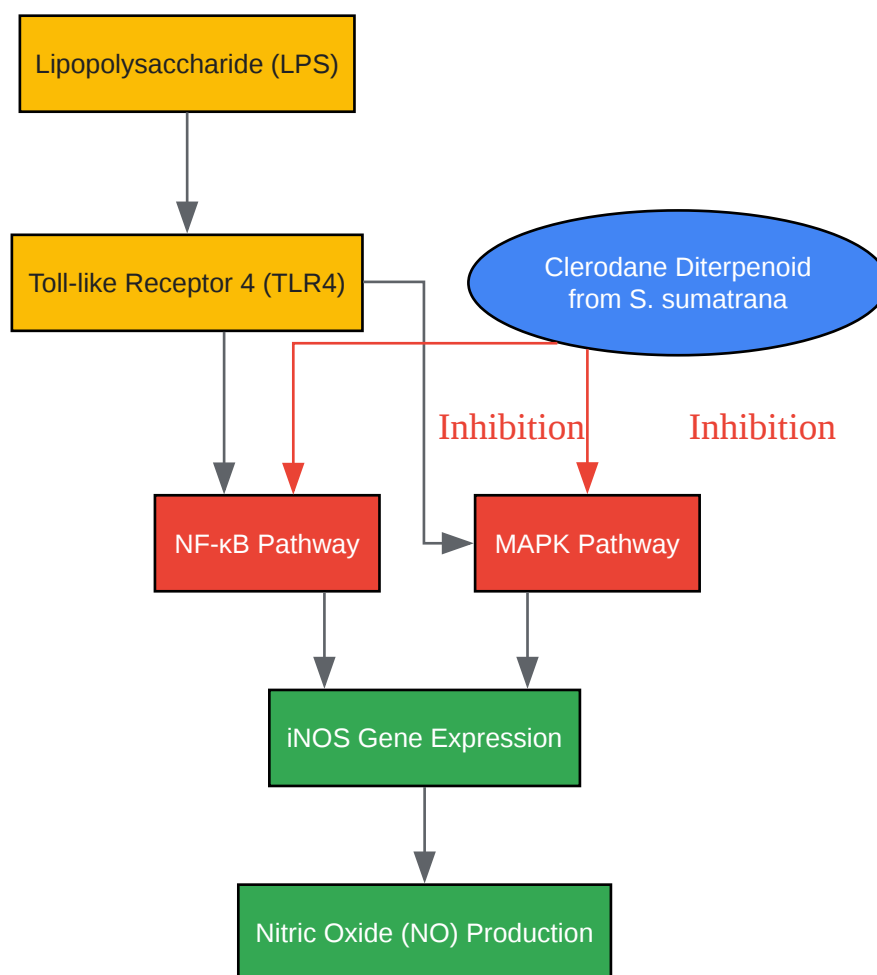 Lipopolysaccharide (LPS)
Toll-like Receptor 4 (TLR4)
Clerodane Diterpenoid
from S. sumatrana
Inhibition
Inhibition
NF-κB Pathway
MAPK Pathway
iNOS Gene Expression
Nitric Oxide (NO) Production